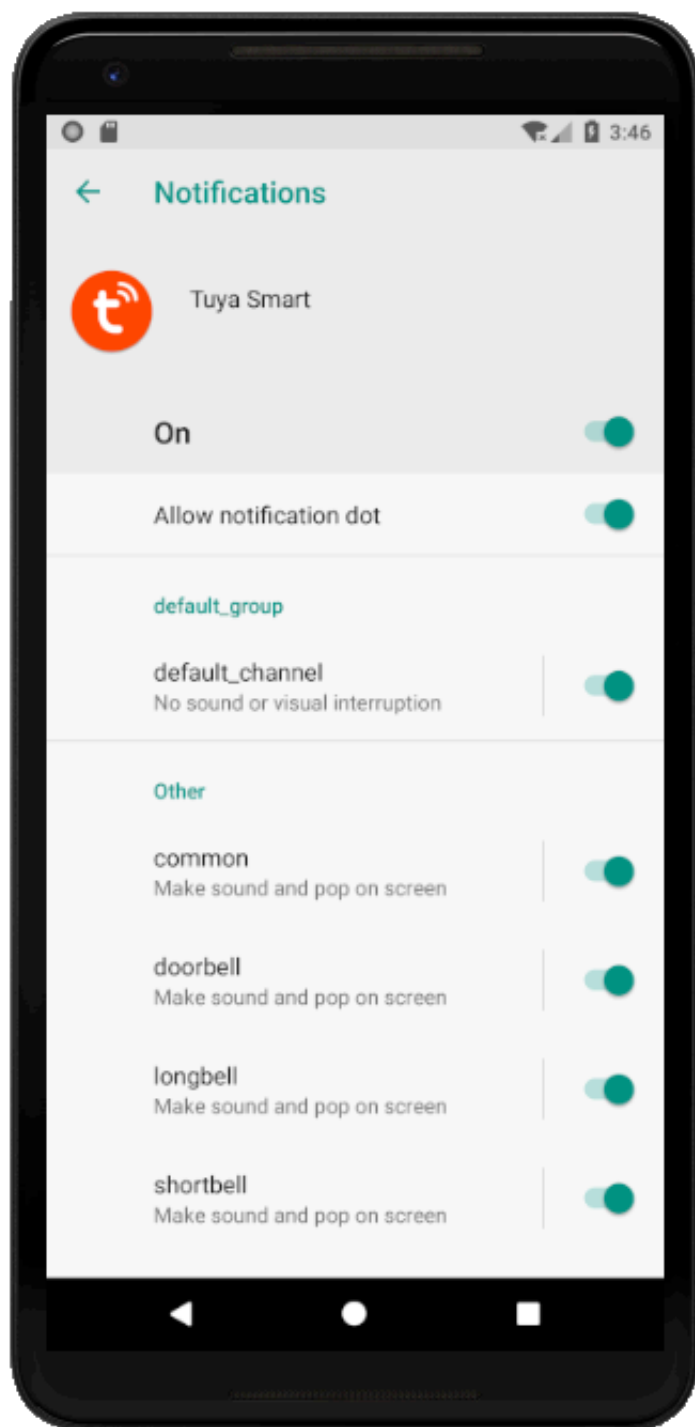 3:46
Notifications
t
Tuya Smart
On
Allow notification dot
default_group
default_channel
No sound or visual interruption
Other
common
Make sound and pop on screen
doorbell
Make sound and pop on screen
longbell
Make sound and pop on screen
shortbell
Make sound and pop on screen